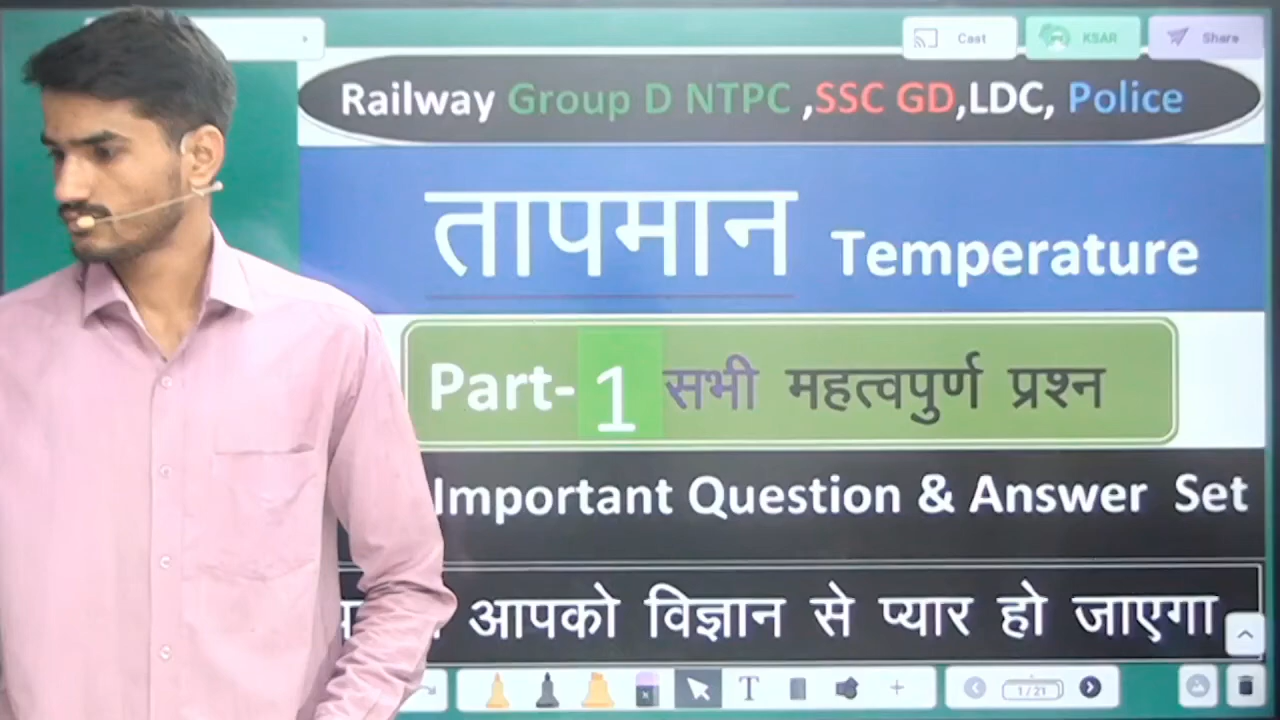 Cast
KSAR
Share
Railway Group D NTPC ,SSC GD,LDC, Police
तापमान Temperature
Part-1 सभी महत्वपुर्ण प्रश्न
Important Question & Answer Set
आपको विज्ञान से प्यार हो जाएगा
T
1/21